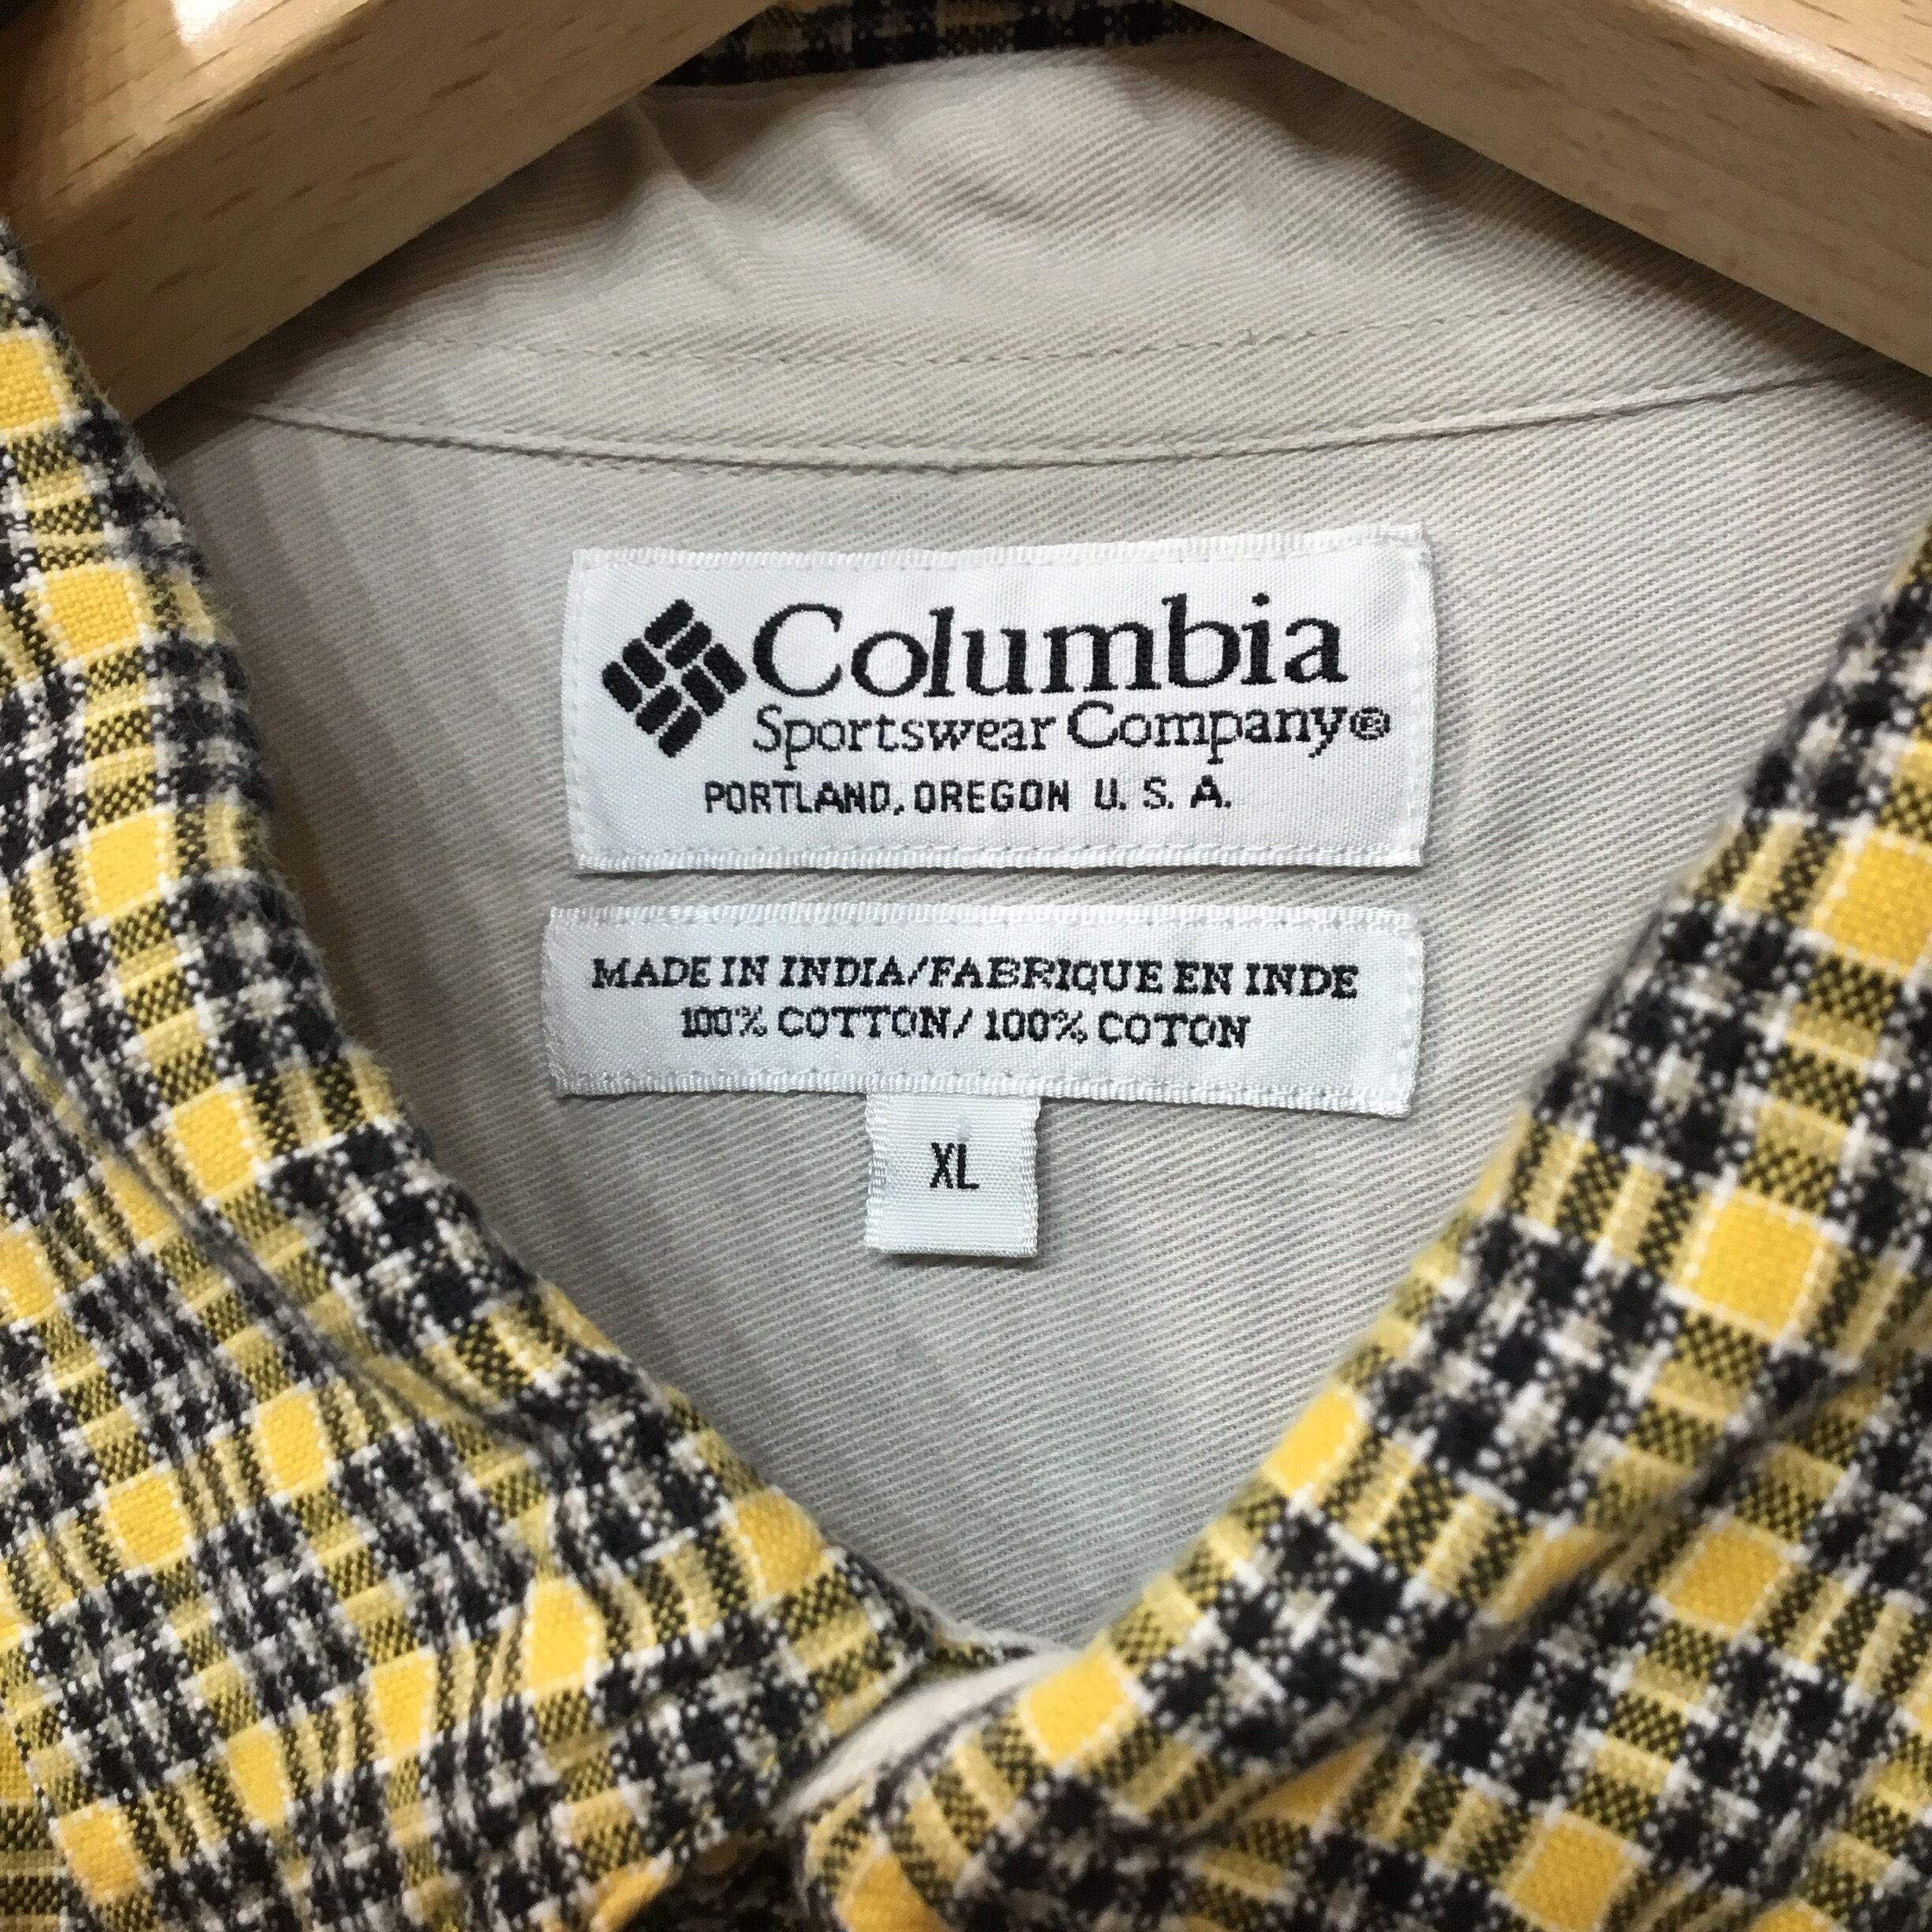 Columbia
Sportswear Company®
PORTLAND, OREGON U. S. A.
MADE IN INDIA/FABRIQUE EN INDE
100% COTTON/ 100% COTON
XL